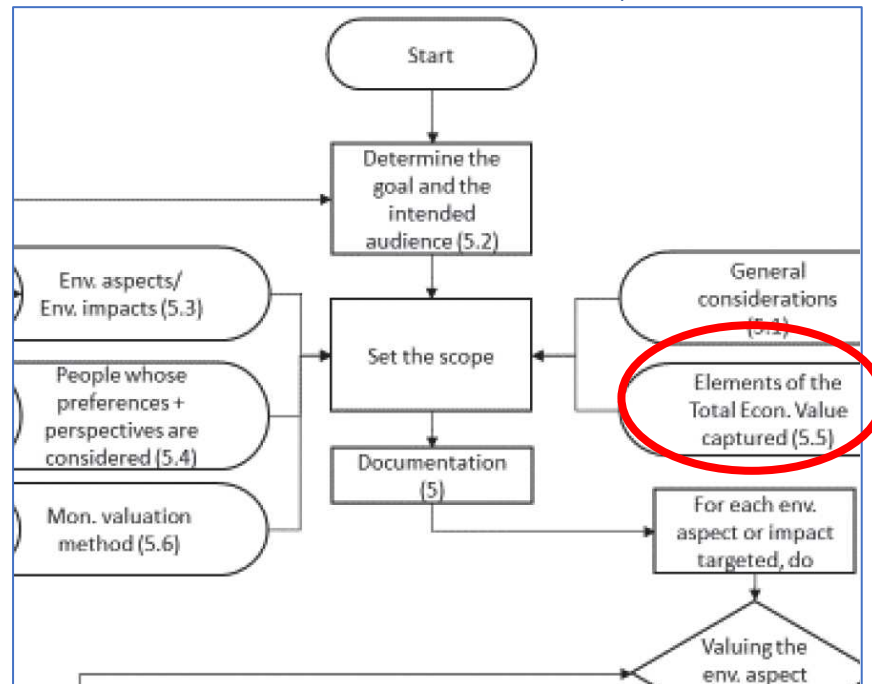 Start
Determine the
goal and the
intended
audience (5.2)
Env. aspects/
Env. impacts (5.3)
General
considerations
(5.1)
Set the scope
People whose
preferences +
perspectives are
considered (5.4)
Elements of the
Total Econ. Value
captured (5.5)
Documentation
(5)
Mon. valuation
method (5.6)
For each env.
aspect or impact
targeted, do
Valuing the
env. aspect